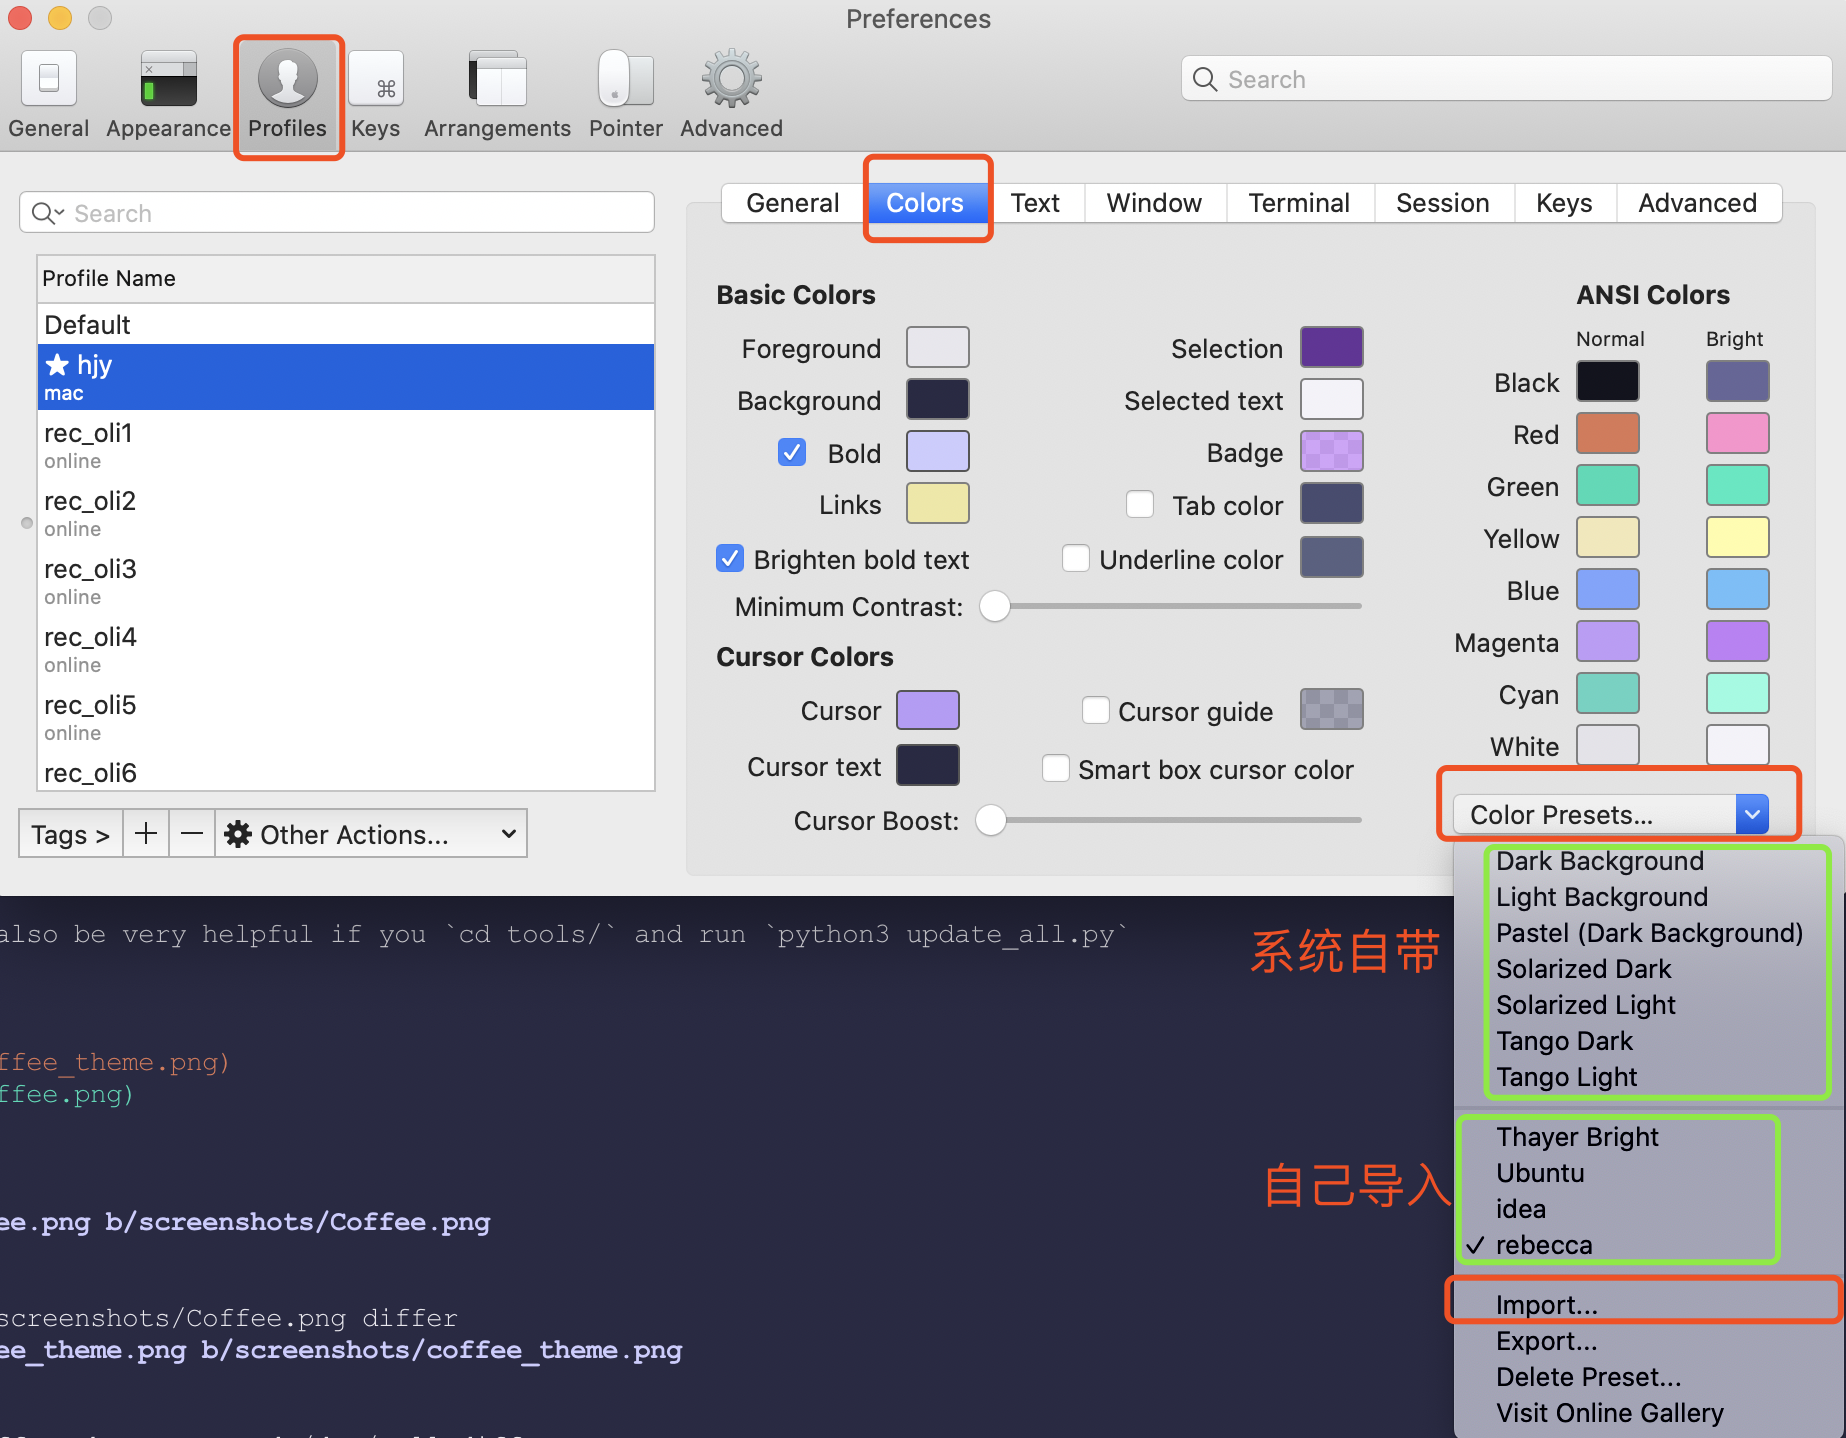 Preferences
General Appearance Profiles Keys Arrangements Pointer Advanced
Search
Search
General Colors Text Window Terminal Session Keys Advanced
Profile Name
Default
★ hjy
mac
rec_oli1
online
rec_oli2
online
rec_oli3
online
rec_oli4
online
rec_oli5
online
rec_oli6
Tags > + − Other Actions...
Basic Colors
Foreground
Background
Bold
Links
Brighten bold text
Minimum Contrast:
Selection
Selected text
Badge
Tab color
Underline color
Cursor Colors
Cursor
Cursor text
Cursor Boost:
Cursor guide
Smart box cursor color
ANSI Colors
Normal Bright
Black
Red
Green
Yellow
Blue
Magenta
Cyan
White
Color Presets...
Dark Background
Light Background
Pastel (Dark Background)
Solarized Dark
Solarized Light
Tango Dark
Tango Light
Thayer Bright
Ubuntu
idea
✓ rebecca
Import...
Export...
Delete Preset...
Visit Online Gallery
系统自带
自己导入
also be very helpful if you `cd tools/` and run `python3 update_all.py`
ffee_theme.png)
ffee.png)
ee.png b/screenshots/Coffee.png
screenshots/Coffee.png differ
ee_theme.png b/screenshots/coffee_theme.png